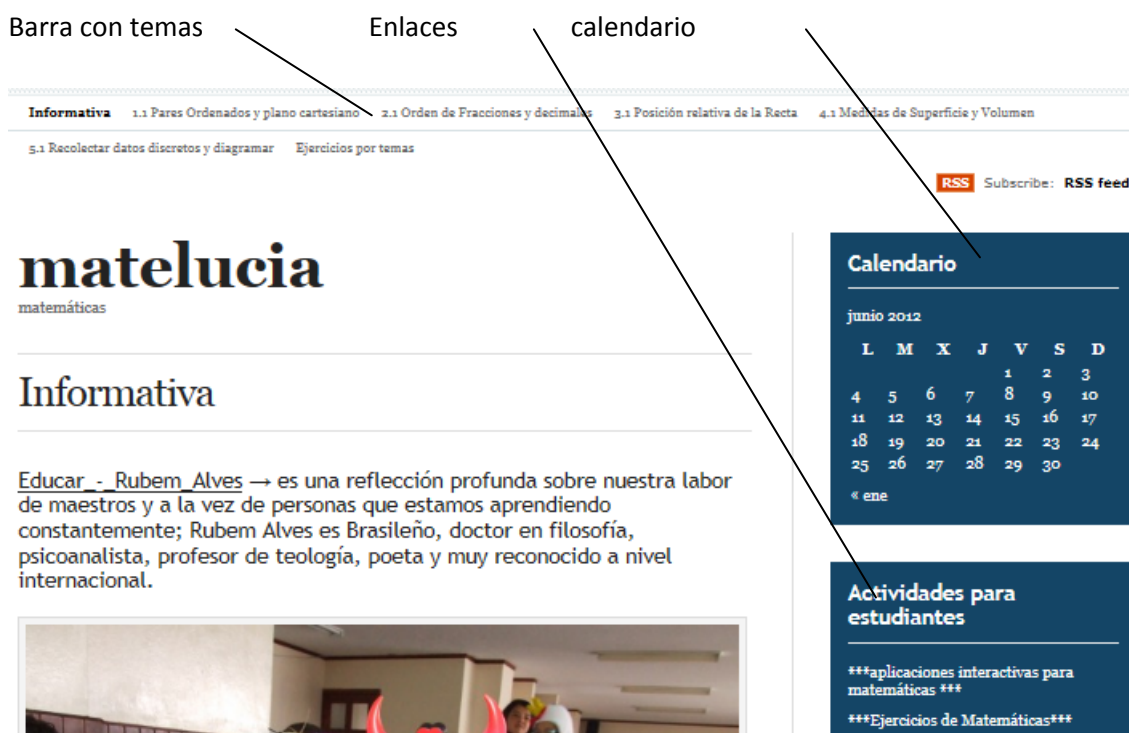 Barra con temas Enlaces calendario
Informativa 1.1 Pares Ordenados y plano cartesiano 2.1 Orden de Fracciones y decimales 3.1 Posición relativa de la Recta 4.1 Medidas de Superficie y Volumen
5.1 Recolectar datos discretos y diagramar Ejercicios por temas
RSS Subscribe: RSS feed
matelucia
matemáticas
Informativa
Educar_-_Rubem_Alves → es una reflección profunda sobre nuestra labor
de maestros y a la vez de personas que estamos aprendiendo
constantemente; Rubem Alves es Brasileño, doctor en filosofía,
psicoanalista, profesor de teología, poeta y muy reconocido a nivel
internacional.
Calendario
junio 2012
L M X J V S D
1 2 3
4 5 6 7 8 9 10
11 12 13 14 15 16 17
18 19 20 21 22 23 24
25 26 27 28 29 30
« ene
Actividades para
estudiantes
***aplicaciones interactivas para
matemáticas ***
***Ejercicios de Matemáticas***